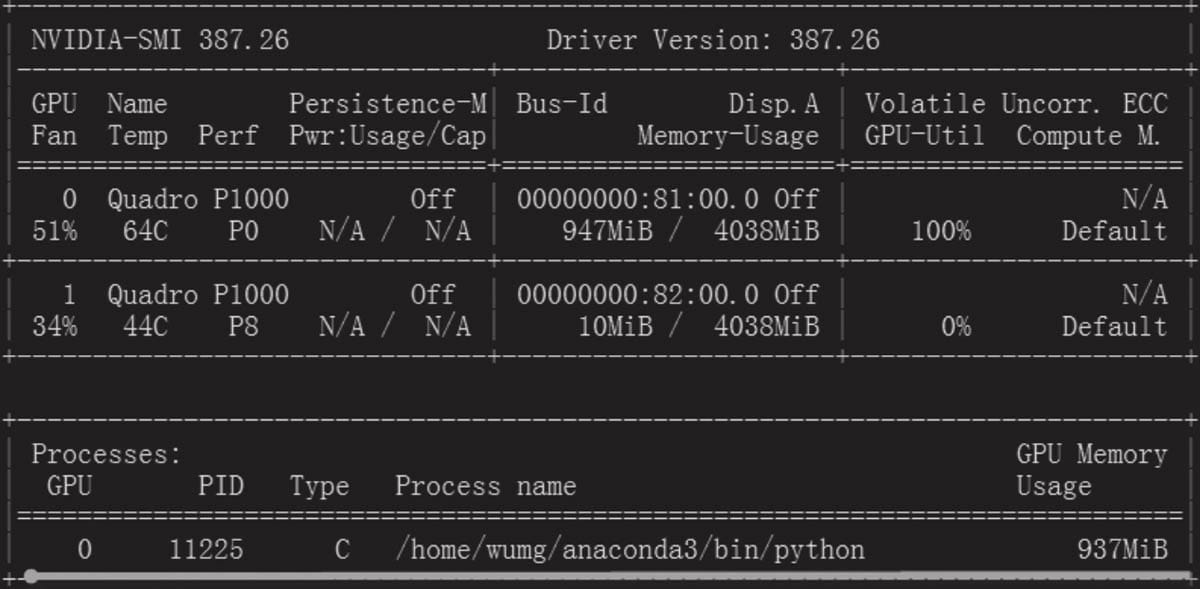 NVIDIA-SMI 387.26 Driver Version: 387.26
GPU Name Persistence-M| Bus-Id Disp.A | Volatile Uncorr. ECC
Fan Temp Perf Pwr:Usage/Cap| Memory-Usage | GPU-Util Compute M.
0 Quadro P1000 Off | 00000000:81:00.0 Off | N/A
51% 64C P0 N/A / N/A | 947MiB / 4038MiB | 100% Default
1 Quadro P1000 Off | 00000000:82:00.0 Off | N/A
34% 44C P8 N/A / N/A | 10MiB / 4038MiB | 0% Default
Processes: GPU Memory
GPU PID Type Process name Usage
0 11225 C /home/wumg/anaconda3/bin/python 937MiB